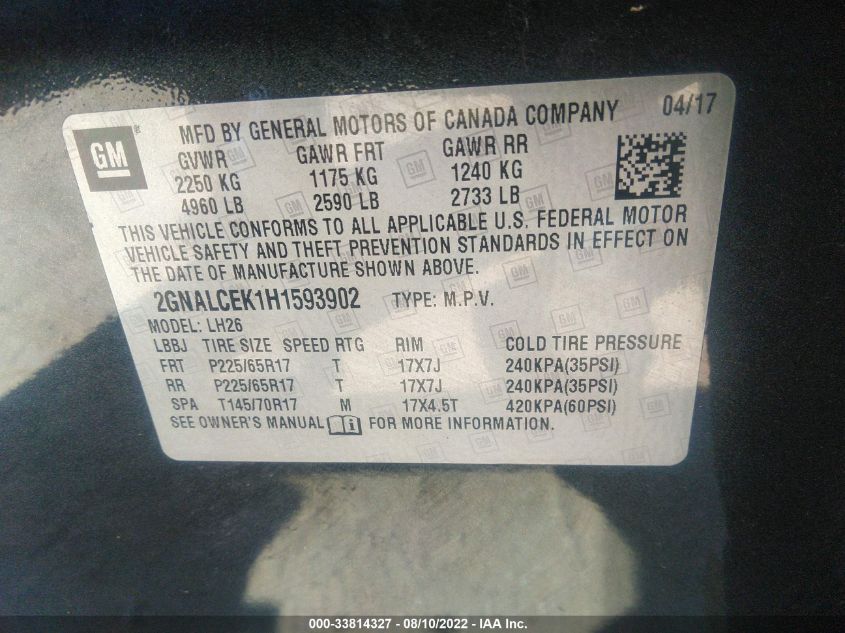 GM
MFD BY GENERAL MOTORS OF CANADA COMPANY 04/17
GVWR GAWR FRT GAWR RR
2250 KG 1175 KG 1240 KG
4960 LB 2590 LB 2733 LB
THIS VEHICLE CONFORMS TO ALL APPLICABLE U.S. FEDERAL MOTOR
VEHICLE SAFETY AND THEFT PREVENTION STANDARDS IN EFFECT ON
THE DATE OF MANUFACTURE SHOWN ABOVE.
2GNALCEK1H1593902 TYPE: M.P.V.
MODEL: LH26
LBBJ TIRE SIZE SPEED RTG RIM COLD TIRE PRESSURE
FRT P225/65R17 T 17X7J 240KPA(35PSI)
RR P225/65R17 T 17X7J 240KPA(35PSI)
SPA T145/70R17 M 17X4.5T 420KPA(60PSI)
SEE OWNER'S MANUAL FOR MORE INFORMATION.
000-33814327 - 08/10/2022 - IAA Inc.